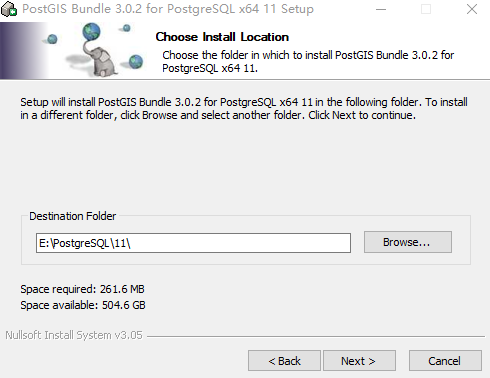 PostGIS Bundle 3.0.2 for PostgreSQL x64 11 Setup
Choose Install Location
Choose the folder in which to install PostGIS Bundle 3.0.2 for
PostgreSQL x64 11.
Setup will install PostGIS Bundle 3.0.2 for PostgreSQL x64 11 in the following folder. To install
in a different folder, click Browse and select another folder. Click Next to continue.
Destination Folder
E:\PostgreSQL\11\
Browse...
Space required: 261.6 MB
Space available: 504.6 GB
Nullsoft Install System v3.05
< Back
Next >
Cancel